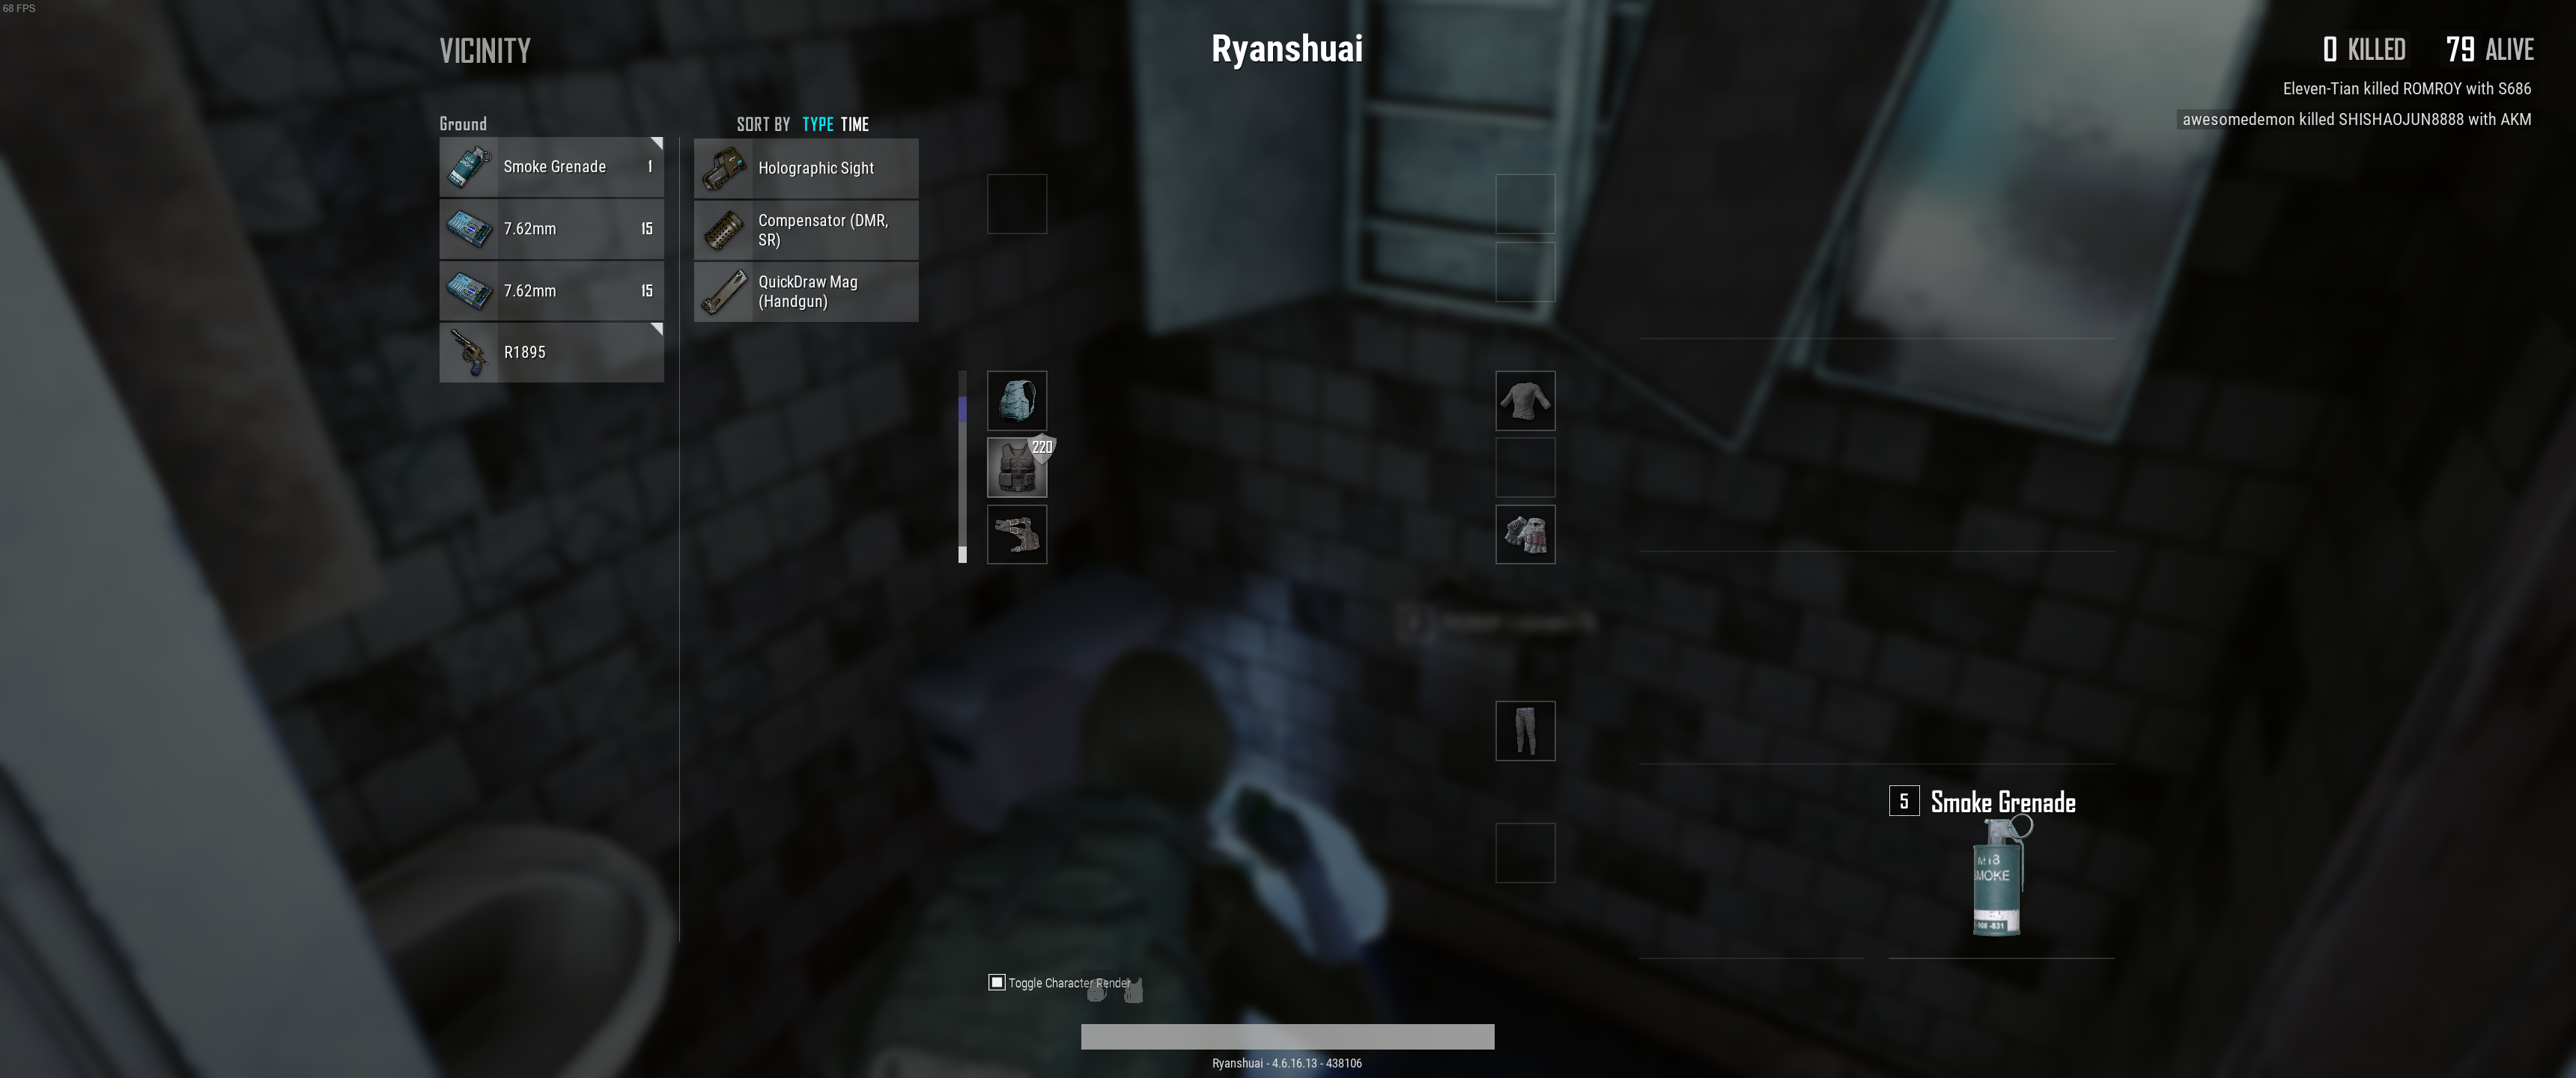 68 FPS
VICINITY
Ryanshuai
0 KILLED 79 ALIVE
Eleven-Tian killed ROMROY with S686
awesomedemon killed SHISHAOJUN8888 with AKM
Ground
SORT BY TYPE TIME
Smoke Grenade 1
7.62mm 15
7.62mm 15
R1895
Holographic Sight
Compensator (DMR,
SR)
QuickDraw Mag
(Handgun)
220
5 Smoke Grenade
M18
SMOKE
Toggle Character Render
Ryanshuai - 4.6.16.13 - 438106